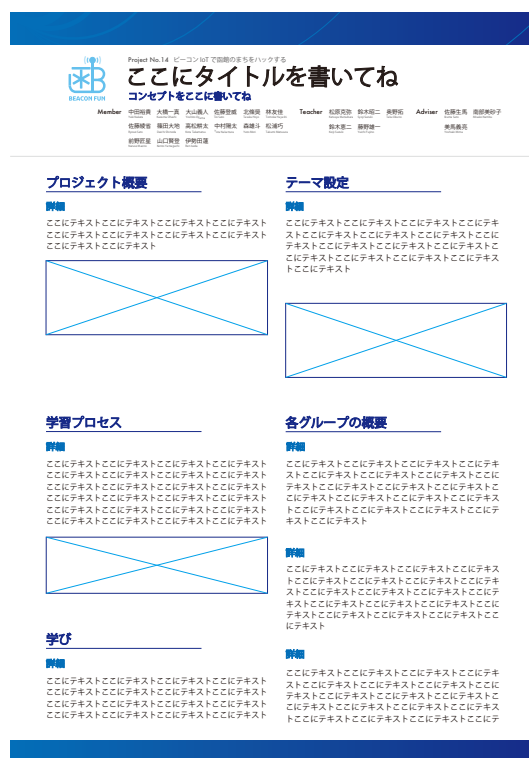 Project No.14 ビーコンIoTで函館のまちをハックする
ここにタイトルを書いてね
コンセプトをここに書いてね
BEACON FUN
Member 中田裕貴 大橋一真 大山義人 佐藤登威 北條奨 林友佳 Teacher 松原克弥 鈴木昭二 奥野拓 Adviser 佐藤生馬 南部美砂子
佐藤綾省 篠田大地 高松耕太 中村陽太 森雄斗 松浦巧 鈴木恵二 藤野雄一 美馬義亮
前野匠星 山口賢登 伊勢田蓮
プロジェクト概要
詳細
ここにテキストここにテキストここにテキストここにテキスト
ここにテキストここにテキストここにテキストここにテキスト
ここにテキストここにテキスト
テーマ設定
詳細
ここにテキストここにテキストここにテキストここにテキ
ストここにテキストここにテキストここにテキストここに
テキストここにテキストここにテキストここにテキストこ
こにテキストここにテキストここにテキストここにテキス
トここにテキスト
学習プロセス
詳細
ここにテキストここにテキストここにテキストここにテキスト
ここにテキストここにテキストここにテキストここにテキスト
ここにテキストここにテキストここにテキストここにテキスト
ここにテキストここにテキストここにテキストここにテキスト
ここにテキストここにテキストここにテキストここにテキスト
ここにテキストここにテキストここにテキストここにテキスト
各グループの概要
詳細
ここにテキストここにテキストここにテキストここにテキ
ストここにテキストここにテキストここにテキストここに
テキストここにテキストここにテキストここにテキストこ
こにテキストここにテキストここにテキストここにテキス
トここにテキストここにテキストここにテキストここにテ
キストここにテキスト
詳細
ここにテキストここにテキストここにテキストここにテキス
トここにテキストここにテキストここにテキストここにテキ
ストここにテキストここにテキストここにテキストここにテ
キストここにテキストここにテキストここにテキストここに
テキストここにテキストここにテキストここにテキストここ
にテキスト
学び
詳細
ここにテキストここにテキストここにテキストここにテキスト
ここにテキストここにテキストここにテキストここにテキスト
ここにテキストここにテキストここにテキストここにテキスト
ここにテキストここにテキストここにテキストここにテキスト
詳細
ここにテキストここにテキストここにテキストここにテキ
ストここにテキストここにテキストここにテキストここに
テキストここにテキストここにテキストここにテキストこ
こにテキストここにテキストここにテキストここにテキス
トここにテキストここにテキストここにテキストここにテ